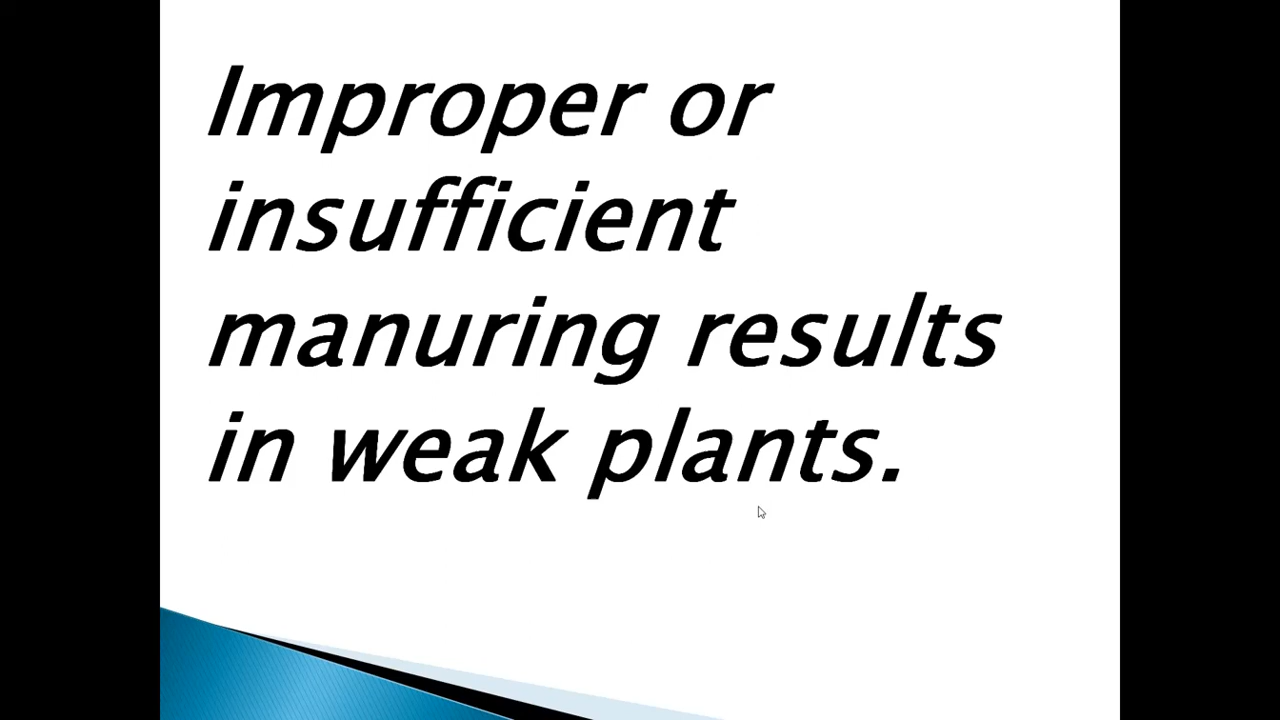 Improper or
insufficient
manuring results
in weak plants.